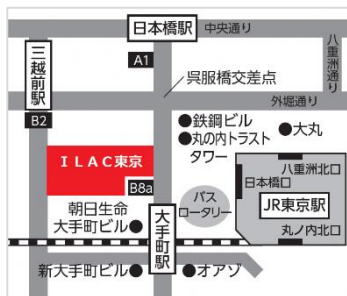 日本橋駅
中央通り
A1
三越前駅
八重洲通り
呉服橋交差点
外堀通り
B2
●鉄鋼ビル
●丸の内トラスト
タワー
●大丸
ILAC東京
B8a
八重洲北口
日本橋口
JR東京駅
丸ノ内北口
バス
ロータリー
朝日生命
大手町ビル●
大手町駅
新大手町ビル●
●オアゾ